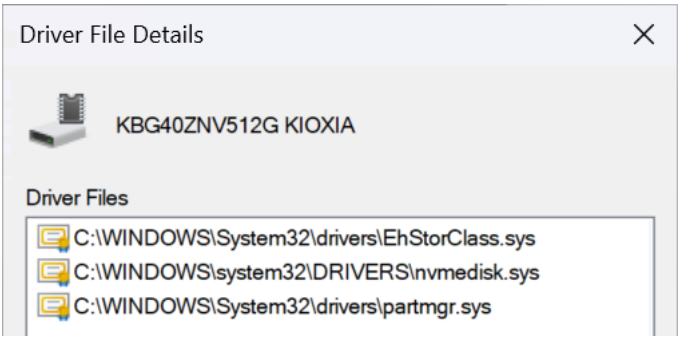 Driver File Details
KBG40ZNV512G KIOXIA
Driver Files
C:\WINDOWS\System32\drivers\EhStorClass.sys
C:\WINDOWS\system32\DRIVERS\nvmedisk.sys
C:\WINDOWS\System32\drivers\partmgr.sys